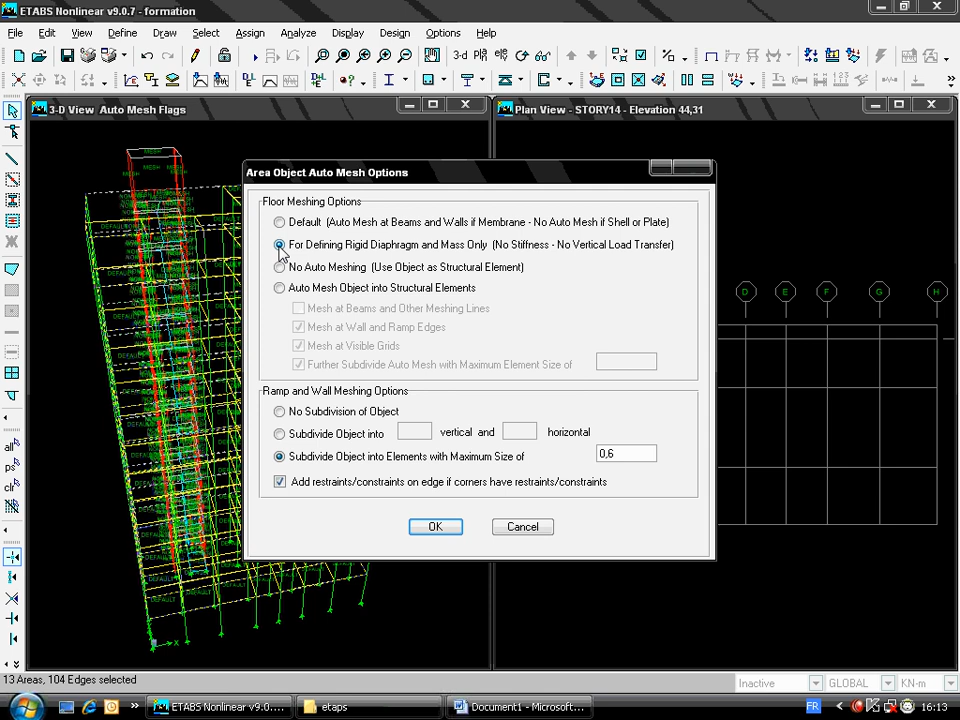 ETABS Nonlinear v9.0.7 - formation
File Edit View Define Draw Select Assign Analyze Display Design Options Help
3-D View Auto Mesh Flags
Plan View - STORY14 - Elevation 44,31
Area Object Auto Mesh Options
Floor Meshing Options
Default (Auto Mesh at Beams and Walls if Membrane - No Auto Mesh if Shell or Plate)
For Defining Rigid Diaphragm and Mass Only (No Stiffness - No Vertical Load Transfer)
No Auto Meshing (Use Object as Structural Element)
Auto Mesh Object into Structural Elements
Mesh at Beams and Other Meshing Lines
Mesh at Wall and Ramp Edges
Mesh at Visible Grids
Further Subdivide Auto Mesh with Maximum Element Size of
Ramp and Wall Meshing Options
No Subdivision of Object
Subdivide Object into vertical and horizontal
Subdivide Object into Elements with Maximum Size of 0,6
Add restraints/constraints on edge if corners have restraints/constraints
OK Cancel
D E F G H
all
ps
clr
X
13 Areas, 104 Edges selected
Inactive GLOBAL KN-m
ETABS Nonlinear v9.0.... etaps Document1 - Microsoft... FR 16:13